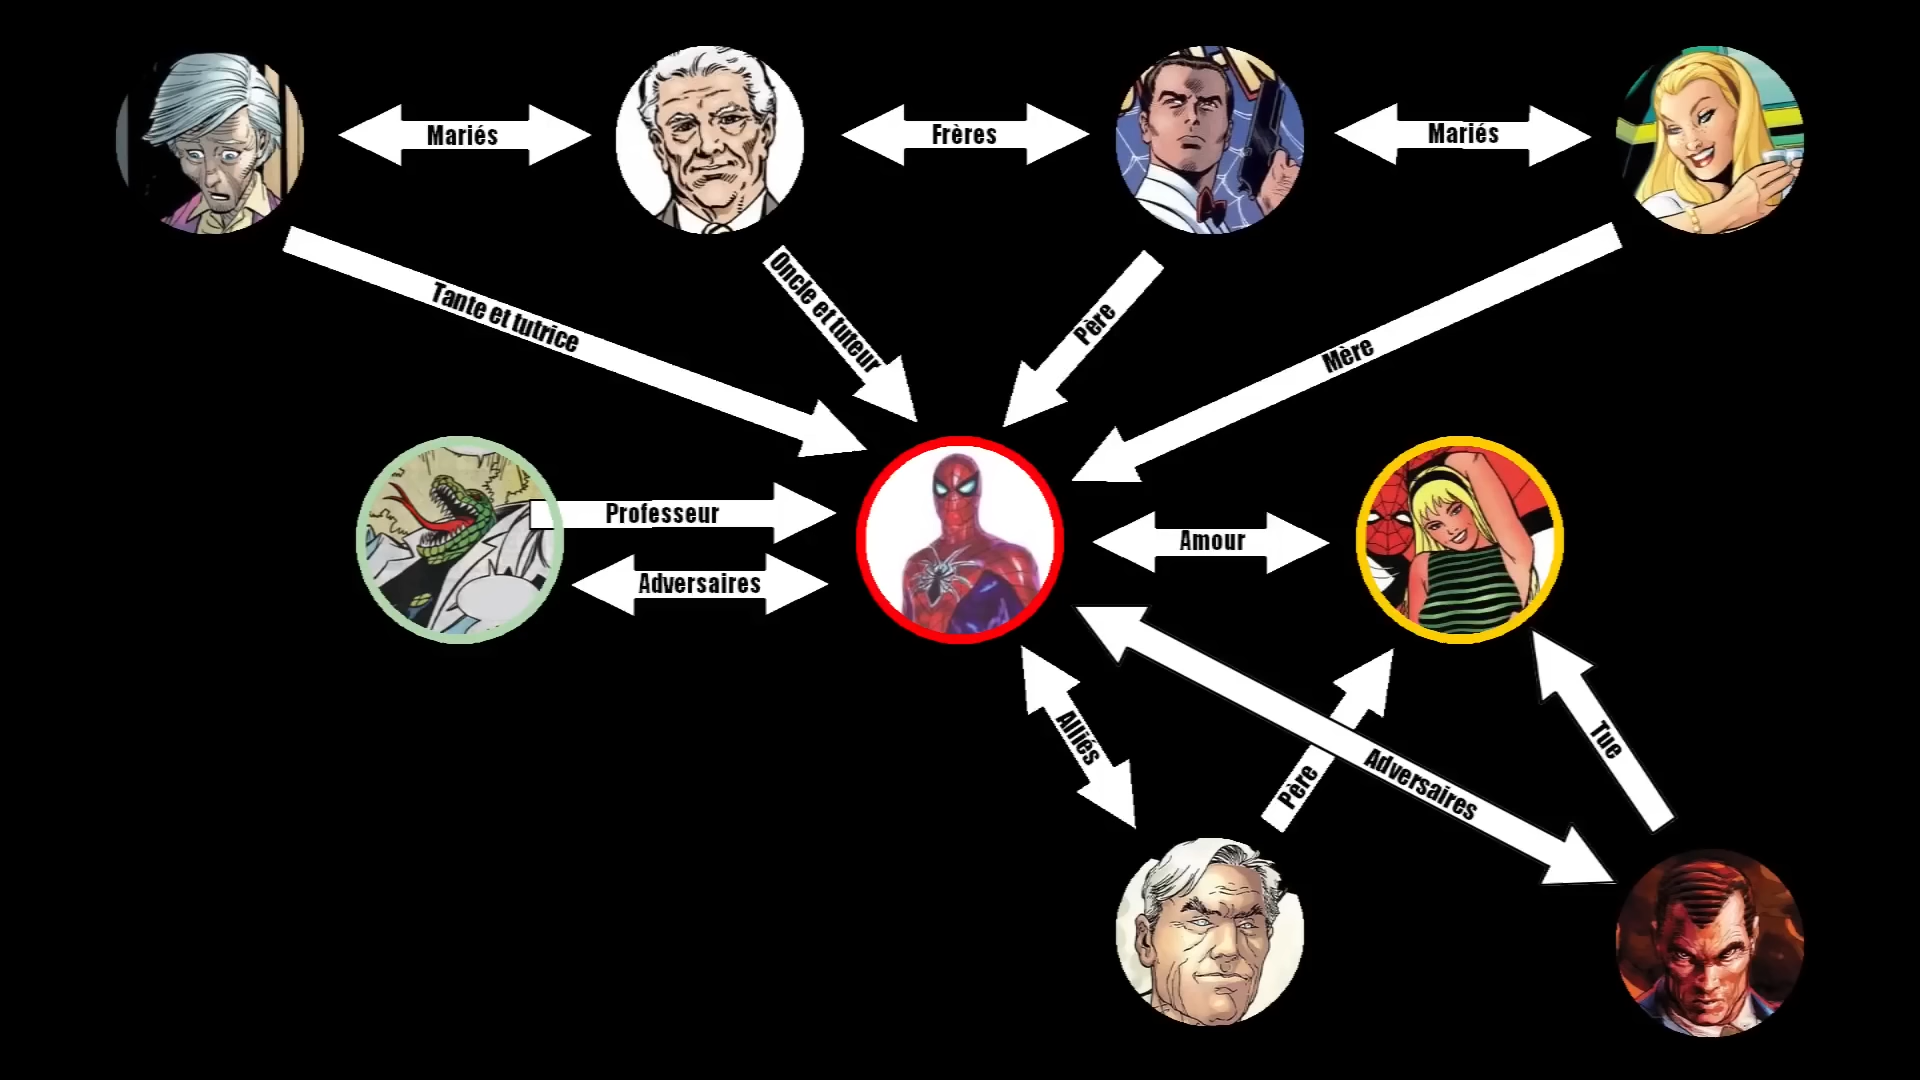 Mariés
Frères
Mariés
Tante et tutrice
Oncle et tuteur
Père
Mère
Professeur
Adversaires
Amour
Alliés
Père
Adversaires
Tue